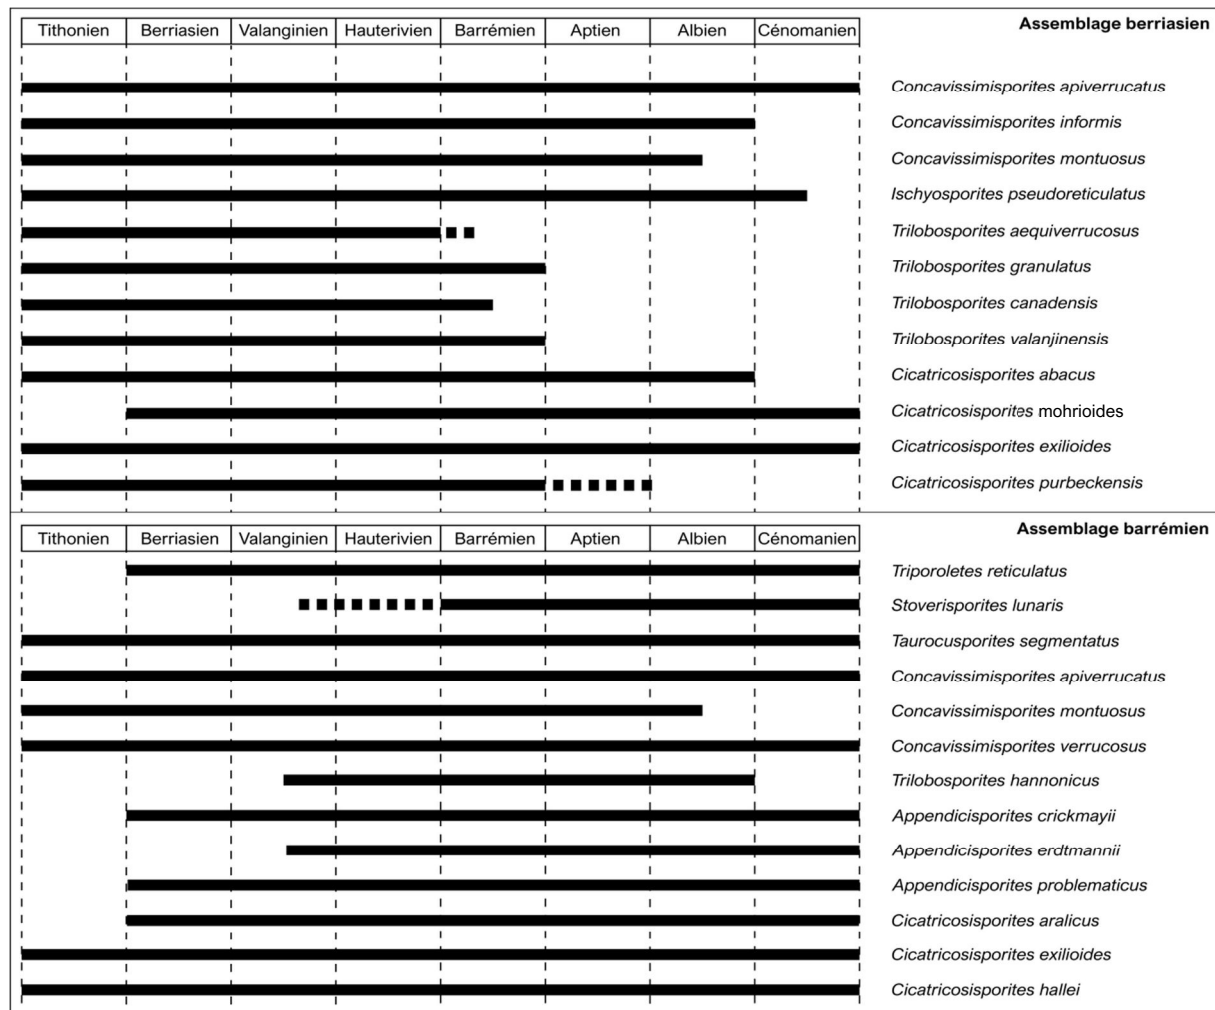 Tithonien Berriasien Valanginien Hauterivien Barrémien Aptien Albien Cénomanien Assemblage berriasien
Concavissimisporites apiverrucatus
Concavissimisporites informis
Concavissimisporites montuosus
Ischyosporites pseudoreticulatus
Trilobosporites aequiverrucosus
Trilobosporites granulatus
Trilobosporites canadensis
Trilobosporites valanjinensis
Cicatricosisporites abacus
Cicatricosisporites mohrioides
Cicatricosisporites exilioides
Cicatricosisporites purbeckensis
Tithonien Berriasien Valanginien Hauterivien Barrémien Aptien Albien Cénomanien Assemblage barrémien
Triporoletes reticulatus
Stoverisporites lunaris
Taurocusporites segmentatus
Concavissimisporites apiverrucatus
Concavissimisporites montuosus
Concavissimisporites verrucosus
Trilobosporites hannonicus
Appendicisporites crickmayii
Appendicisporites erdtmannii
Appendicisporites problematicus
Cicatricosisporites aralicus
Cicatricosisporites exilioides
Cicatricosisporites hallei